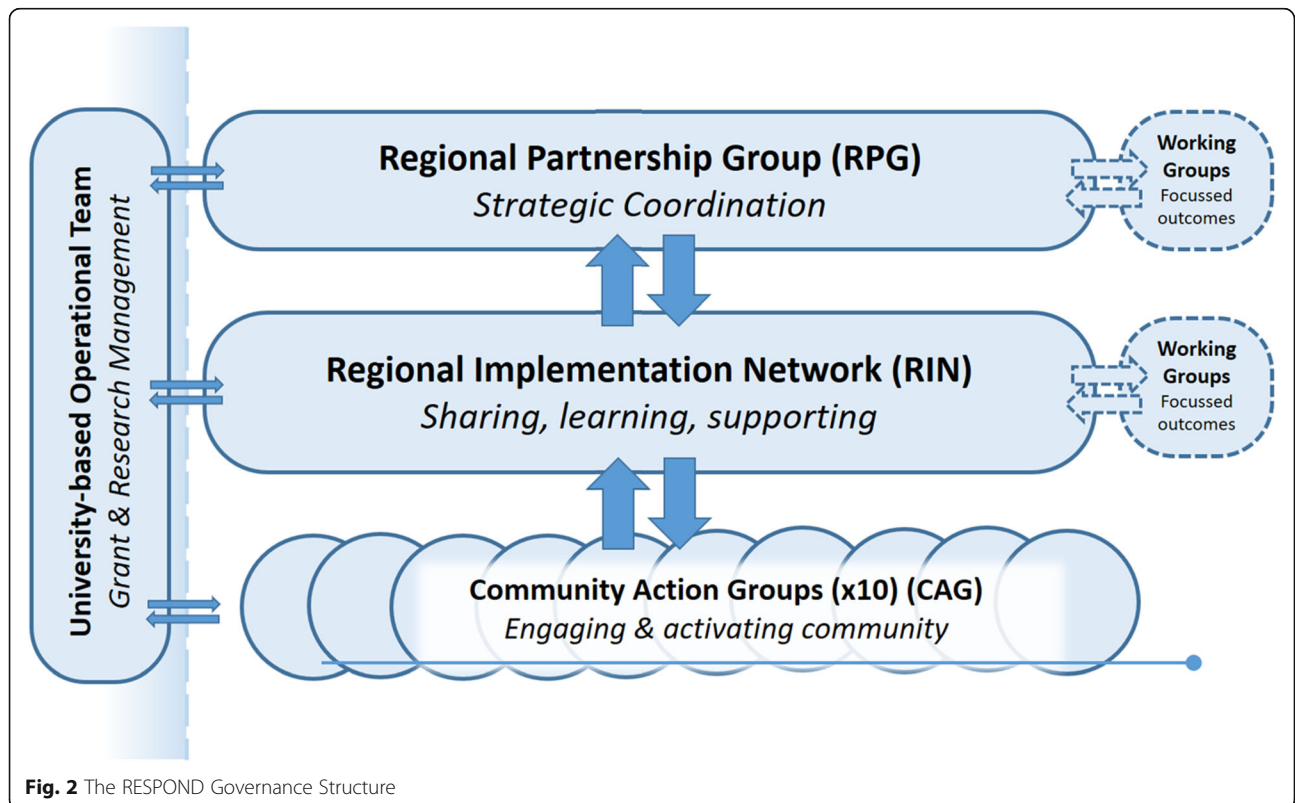 University-based Operational Team
Grant & Research Management
Regional Partnership Group (RPG)
Strategic Coordination
Working
Groups
Focussed
outcomes
Regional Implementation Network (RIN)
Sharing, learning, supporting
Working
Groups
Focussed
outcomes
Community Action Groups (x10) (CAG)
Engaging & activating community
Fig. 2 The RESPOND Governance Structure